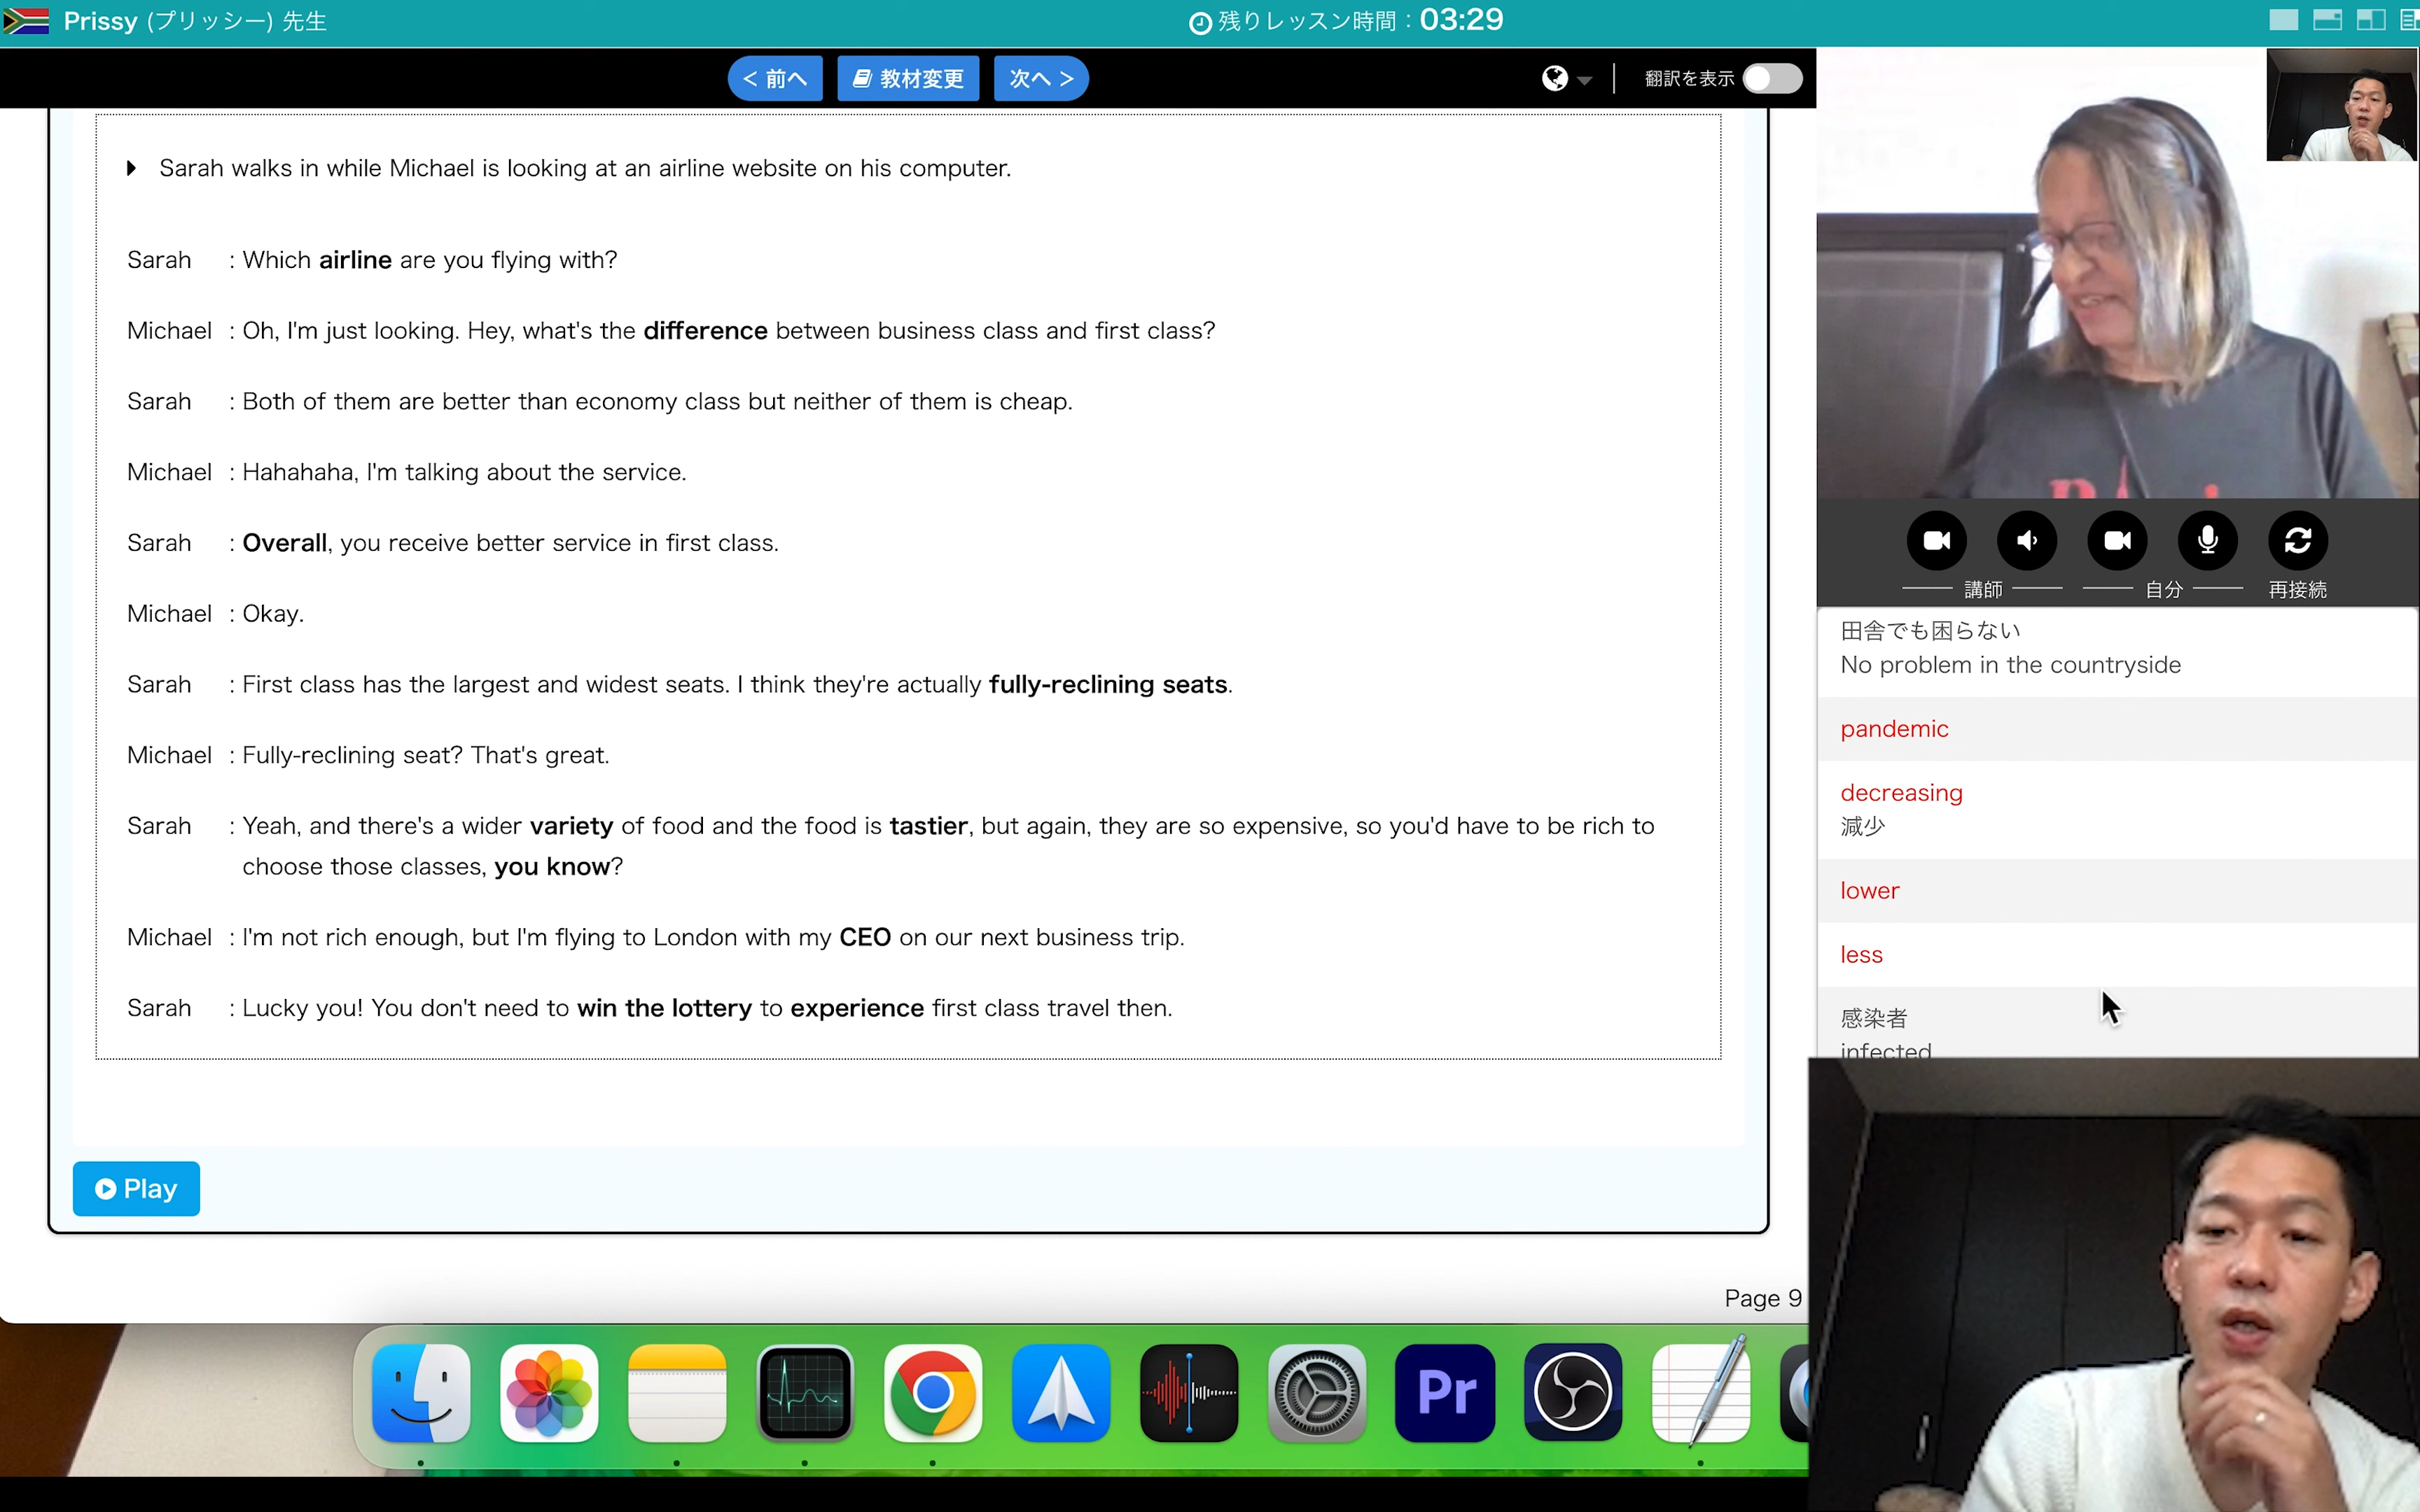 Prissy (プリッシー) 先生
残りレッスン時間：03:29
< 前へ
教材変更
次へ >
翻訳を表示
Sarah walks in while Michael is looking at an airline website on his computer.
Sarah : Which airline are you flying with?
Michael : Oh, I'm just looking. Hey, what's the difference between business class and first class?
Sarah : Both of them are better than economy class but neither of them is cheap.
Michael : Hahahaha, I'm talking about the service.
Sarah : Overall, you receive better service in first class.
Michael : Okay.
Sarah : First class has the largest and widest seats. I think they're actually fully-reclining seats.
Michael : Fully-reclining seat? That's great.
Sarah : Yeah, and there's a wider variety of food and the food is tastier, but again, they are so expensive, so you'd have to be rich to
choose those classes, you know?
Michael : I'm not rich enough, but I'm flying to London with my CEO on our next business trip.
Sarah : Lucky you! You don't need to win the lottery to experience first class travel then.
Play
Page 9
講師
自分
再接続
田舎でも困らない
No problem in the countryside
pandemic
decreasing
減少
lower
less
感染者
infected
Pr